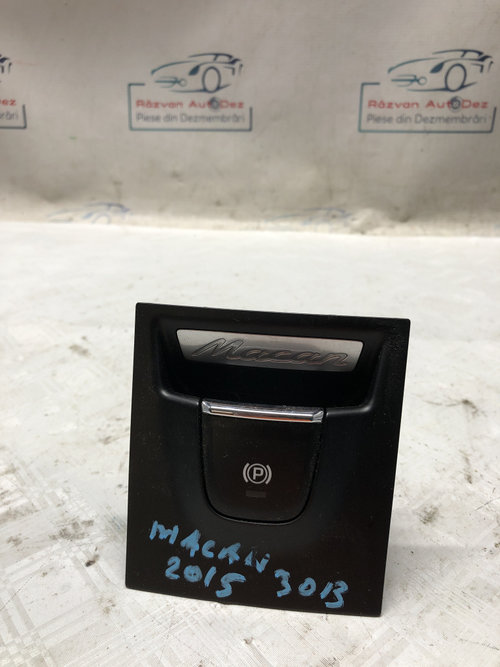 Răzvan AutoDez
Piese din Dezmembrări
Răzvan AutoDez
Piese din Dezmembrări
Macan
P
MACAN
2015 3013